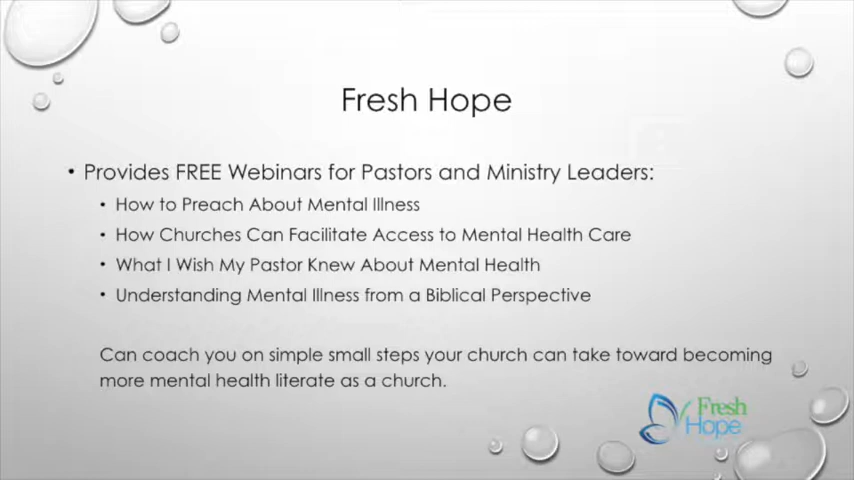 Fresh Hope
• Provides FREE Webinars for Pastors and Ministry Leaders:
• How to Preach About Mental Illness
• How Churches Can Facilitate Access to Mental Health Care
• What I Wish My Pastor Knew About Mental Health
• Understanding Mental Illness from a Biblical Perspective
Can coach you on simple small steps your church can take toward becoming
more mental health literate as a church.
Fresh
Hope